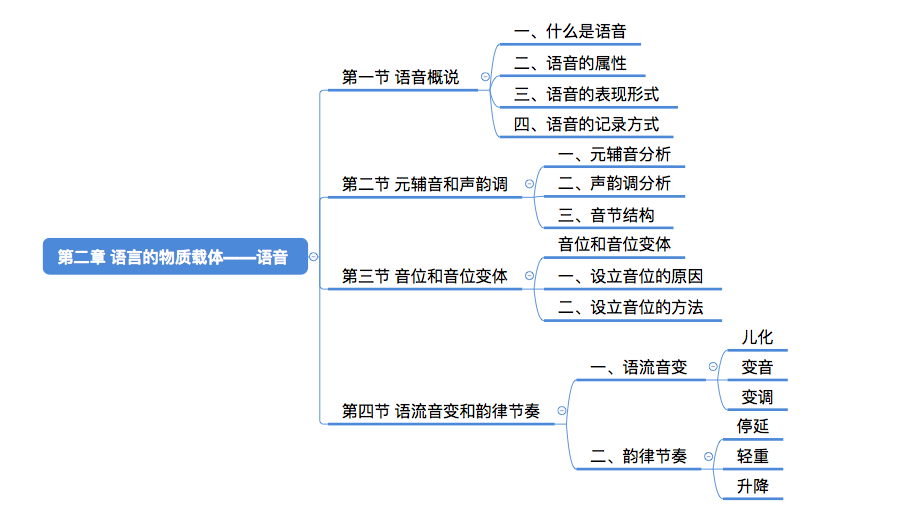 第二章 语言的物质载体——语音
第一节 语音概说
一、什么是语音
二、语音的属性
三、语音的表现形式
四、语音的记录方式
第二节 元辅音和声韵调
一、元辅音分析
二、声韵调分析
三、音节结构
第三节 音位和音位变体
音位和音位变体
一、设立音位的原因
二、设立音位的方法
第四节 语流音变和韵律节奏
一、语流音变
儿化
变音
变调
二、韵律节奏
停延
轻重
升降